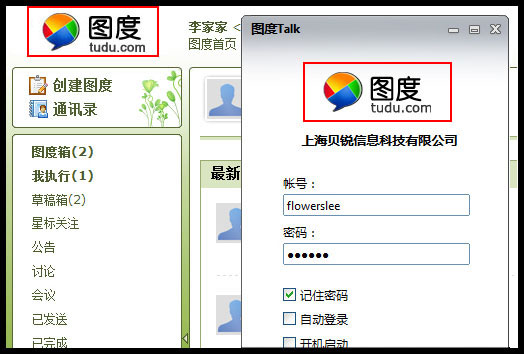 图度
tudu.com
李家家 <
图度首页
创建图度
通讯录
图度箱(2)
我执行(1)
草稿箱(2)
星标关注
公告
讨论
会议
已发送
已完成
最新
图度Talk
图度
tudu.com
上海贝锐信息科技有限公司
帐号：
flowerslee
密码：
●●●●●●
记住密码
自动登录
开机启动